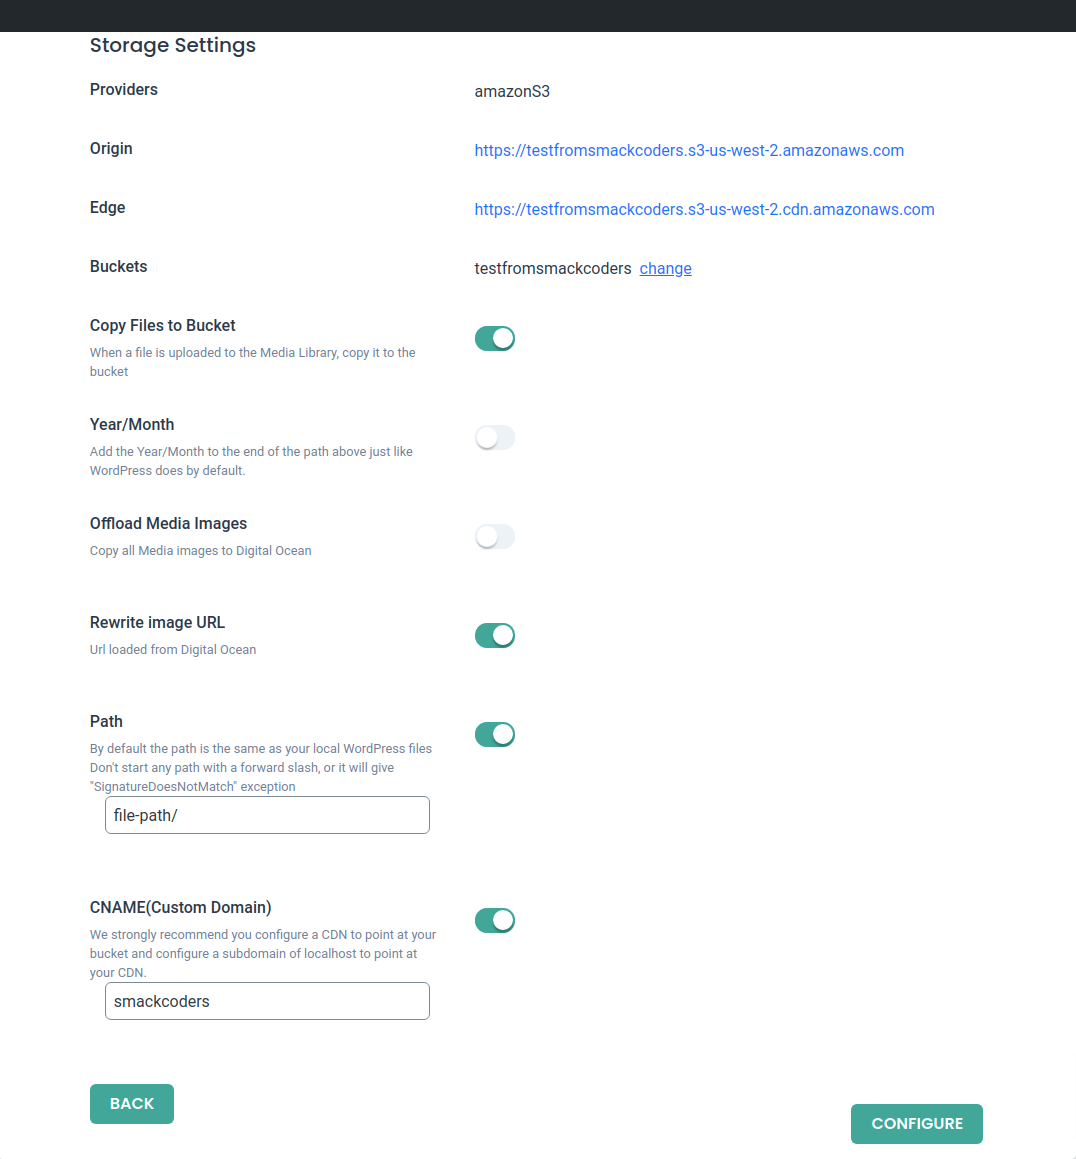 Storage Settings
Providers
amazonS3
Origin
https://testfromsmackcoders.s3-us-west-2.amazonaws.com
Edge
https://testfromsmackcoders.s3-us-west-2.cdn.amazonaws.com
Buckets
testfromsmackcoders change
Copy Files to Bucket
When a file is uploaded to the Media Library, copy it to the
bucket
Year/Month
Add the Year/Month to the end of the path above just like
WordPress does by default.
Offload Media Images
Copy all Media images to Digital Ocean
Rewrite image URL
Url loaded from Digital Ocean
Path
By default the path is the same as your local WordPress files
Don't start any path with a forward slash, or it will give
"SignatureDoesNotMatch" exception
file-path/
CNAME(Custom Domain)
We strongly recommend you configure a CDN to point at your
bucket and configure a subdomain of localhost to point at
your CDN.
smackcoders
BACK
CONFIGURE